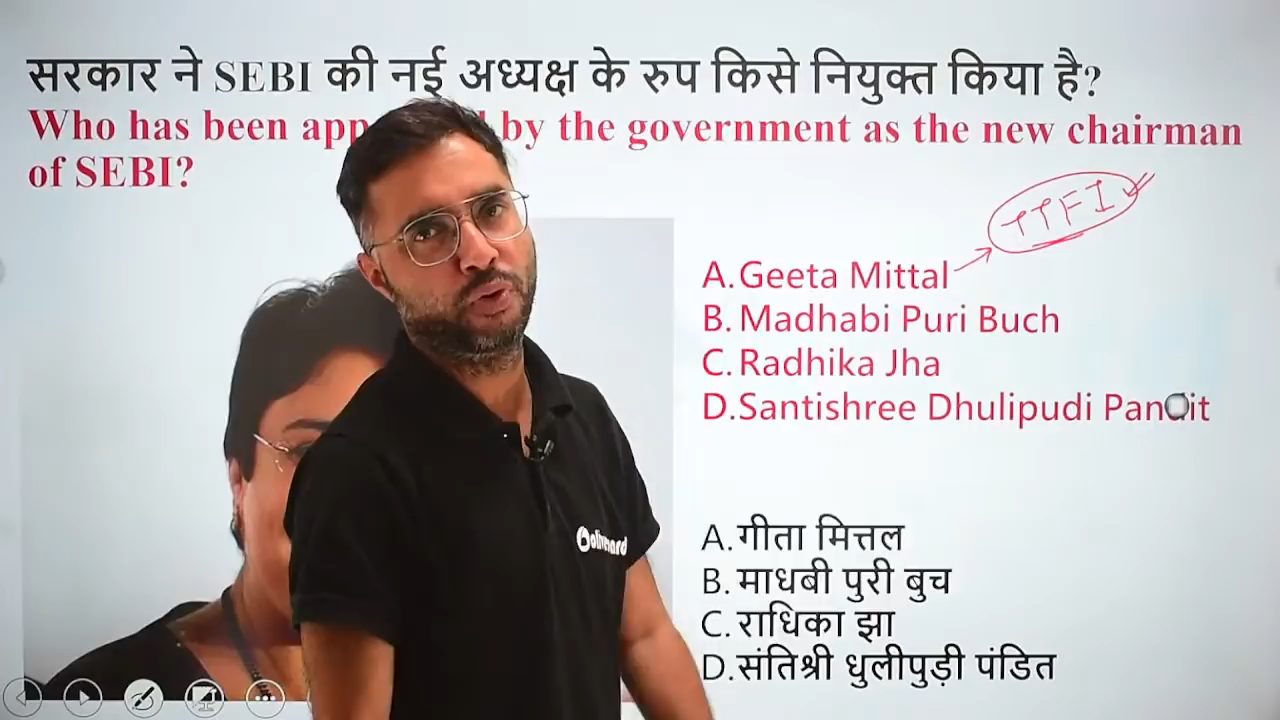 सरकार ने SEBI की नई अध्यक्ष के रुप किसे नियुक्त किया है?
Who has been by the government as the new chairman
of SEBI?
TTFI
A. Geeta Mittal
B. Madhabi Puri Buch
C. Radhika Jha
D. Santishree Dhulipudi Pandit
A. गीता मित्तल
B. माधबी पुरी बुच
C. राधिका झा
D. संतिश्री धुलीपुड़ी पंडित